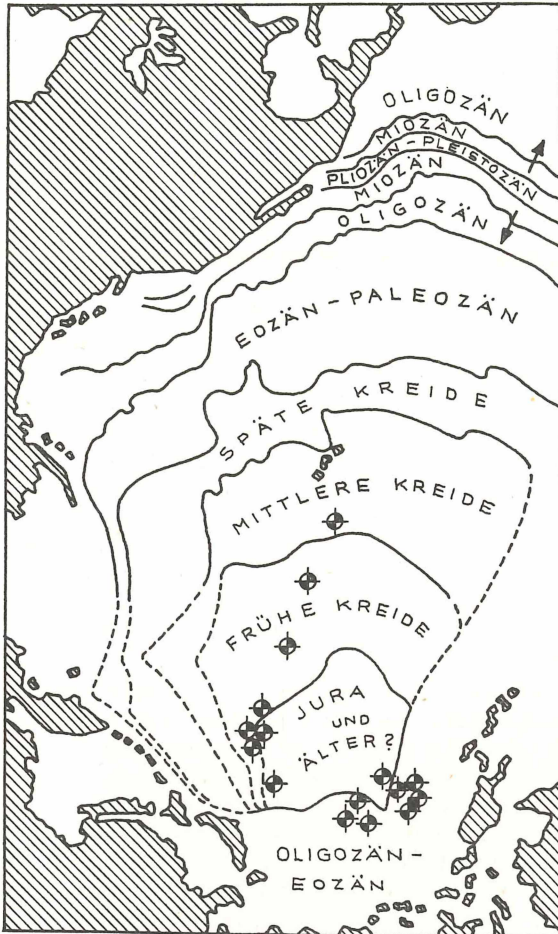 OLIGOZÄN
MIOZÄN
PLIOZÄN-PLEISTOZÄN
MIOZÄN
OLIGOZÄN
EOZÄN-PALEOZÄN
SPÄTE KREIDE
MITTLERE KREIDE
FRÜHE KREIDE
JURA
UND
ÄLTER?
OLIGOZÄN-
EOZÄN